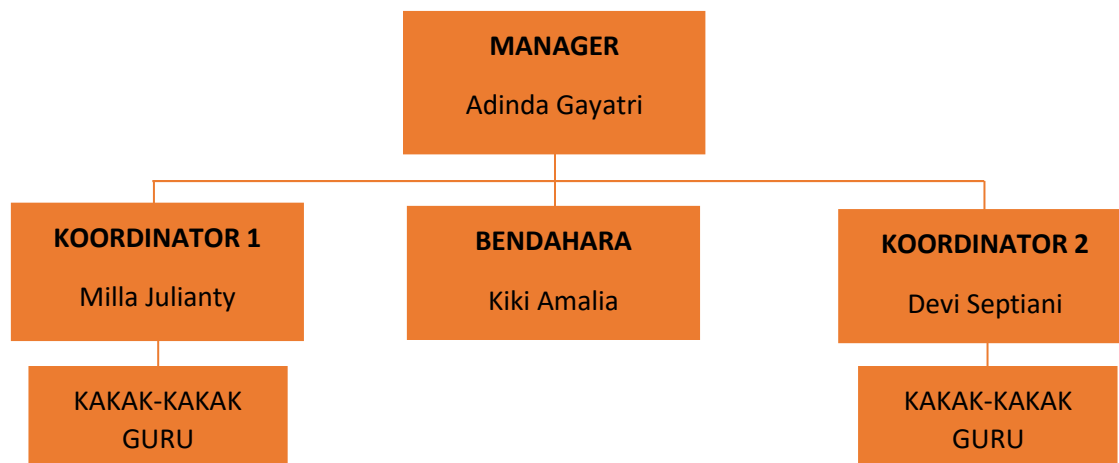 MANAGER
Adinda Gayatri
KOORDINATOR 1
Milla Julianty
BENDAHARA
Kiki Amalia
KOORDINATOR 2
Devi Septiani
KAKAK-KAKAK
GURU
KAKAK-KAKAK
GURU